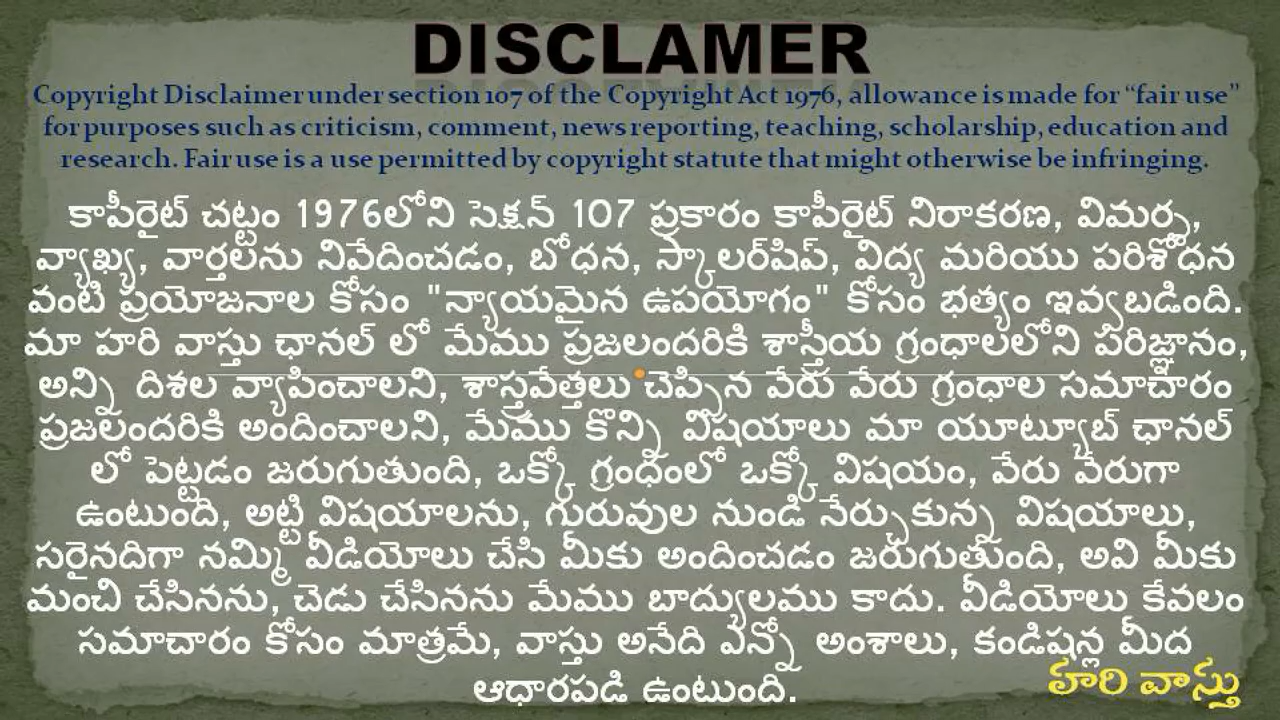 DISCLAMER
Copyright Disclaimer under section 107 of the Copyright Act 1976, allowance is made for “fair use”
for purposes such as criticism, comment, news reporting, teaching, scholarship, education and
research. Fair use is a use permitted by copyright statute that might otherwise be infringing.
కాపీరైట్ చట్టం 1976లోని సెక్షన్ 107 ప్రకారం కాపీరైట్ నిరాకరణ, విమర్శ,
వ్యాఖ్య, వార్తలను నివేదించడం, బోధన, స్కాలర్‌షిప్, విద్య మరియు పరిశోధన
వంటి ప్రయోజనాల కోసం "న్యాయమైన ఉపయోగం" కోసం భత్యం ఇవ్వబడింది.
మా హరి వాస్తు ఛానల్ లో మేము ప్రజలందరికి శాస్త్రీయ గ్రంధాలలోని పరిజ్ఞానం,
అన్ని దిశల వ్యాపించాలని, శాస్త్రవేత్తలు చెప్పిన వేరు వేరు గ్రంధాల సమాచారం
ప్రజలందరికి అందించాలని, మేము కొన్ని విషయాలు మా యూట్యూబ్ ఛానల్
లో పెట్టడం జరుగుతుంది, ఒక్కో గ్రంధంలో ఒక్కో విషయం, వేరు వేరుగా
ఉంటుంది, అట్టి విషయాలను, గురువుల నుండి నేర్చుకున్న విషయాలు,
సరైనదిగా నమ్మి వీడియోలు చేసి మీకు అందించడం జరుగుతుంది, అవి మీకు
మంచి చేసినను, చెడు చేసినను మేము బాద్యులము కాదు. వీడియోలు కేవలం
సమాచారం కోసం మాత్రమే, వాస్తు అనేది ఎన్నో అంశాలు, కండిషన్ల మీద
ఆధారపడి ఉంటుంది.
హరి వాస్తు